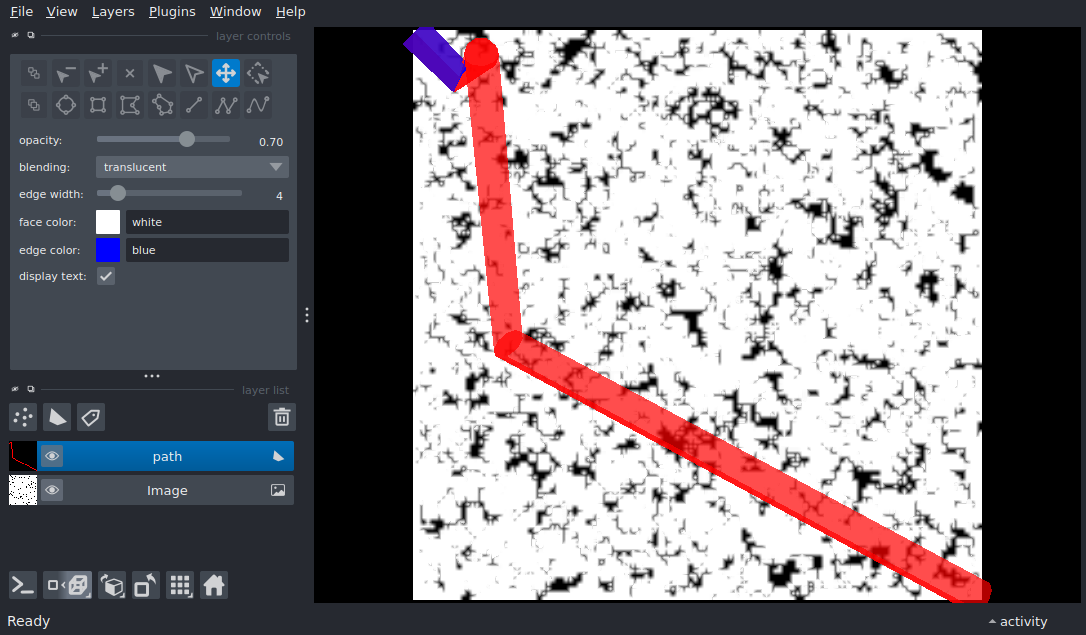 File View Layers Plugins Window Help
layer controls
opacity: 0.70
blending: translucent
edge width: 4
face color: white
edge color: blue
display text:
layer list
path
Image
Ready activity